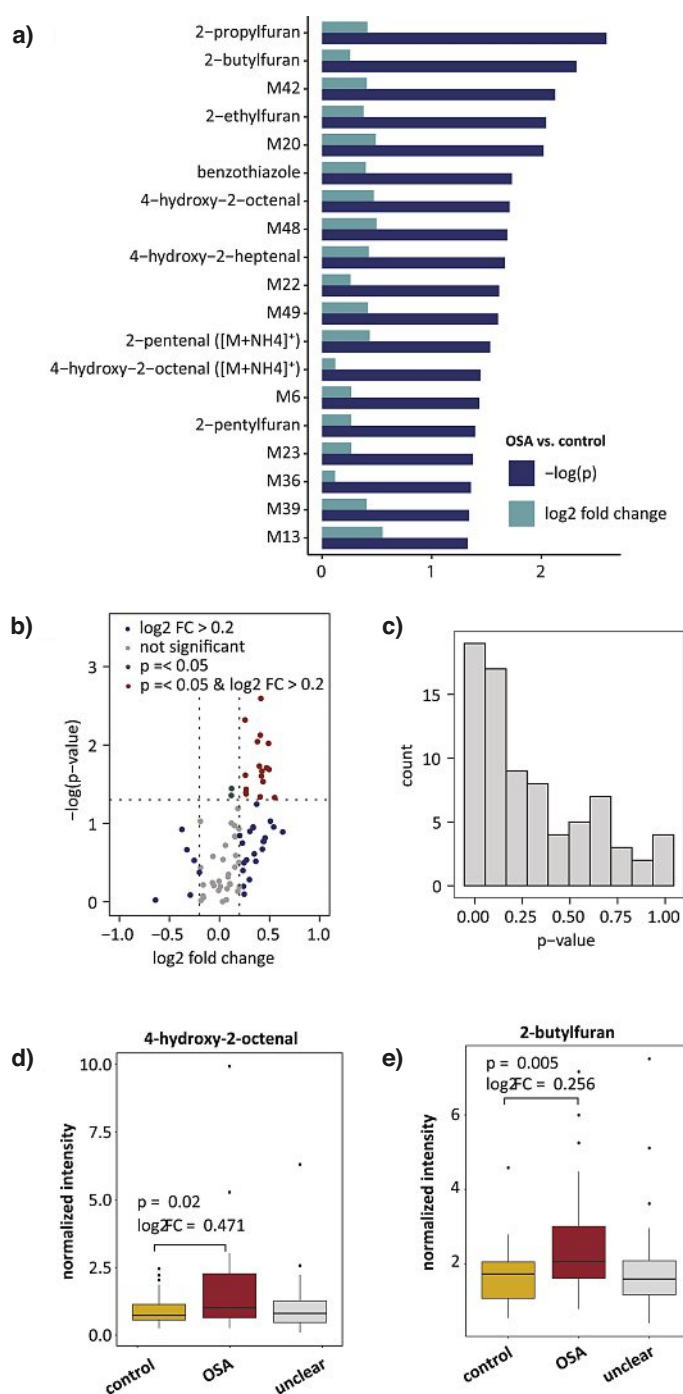 a)
2−propylfuran
2−butylfuran
M42
2−ethylfuran
M20
benzothiazole
4−hydroxy−2−octenal
M48
4−hydroxy−2−heptenal
M22
M49
2−pentenal ([M+NH4]⁺)
4−hydroxy−2−octenal ([M+NH4]⁺)
M6
2−pentylfuran
M23
M36
M39
M13
OSA vs. control
−log(p)
log2 fold change
0 1 2
b)
log2 FC > 0.2
not significant
p =< 0.05
p =< 0.05 & log2 FC > 0.2
3
2
1
0
−log(p−value)
−1.0 −0.5 0.0 0.5 1.0
log2 fold change
c)
15
10
5
0
count
0.00 0.25 0.50 0.75 1.00
p−value
d)
4-hydroxy-2-octenal
10.0
7.5
5.0
2.5
0.0
normalized intensity
p = 0.02
log2FC = 0.471
control OSA unclear
e)
2-butylfuran
6
4
2
normalized intensity
p = 0.005
log2FC = 0.256
control OSA unclear